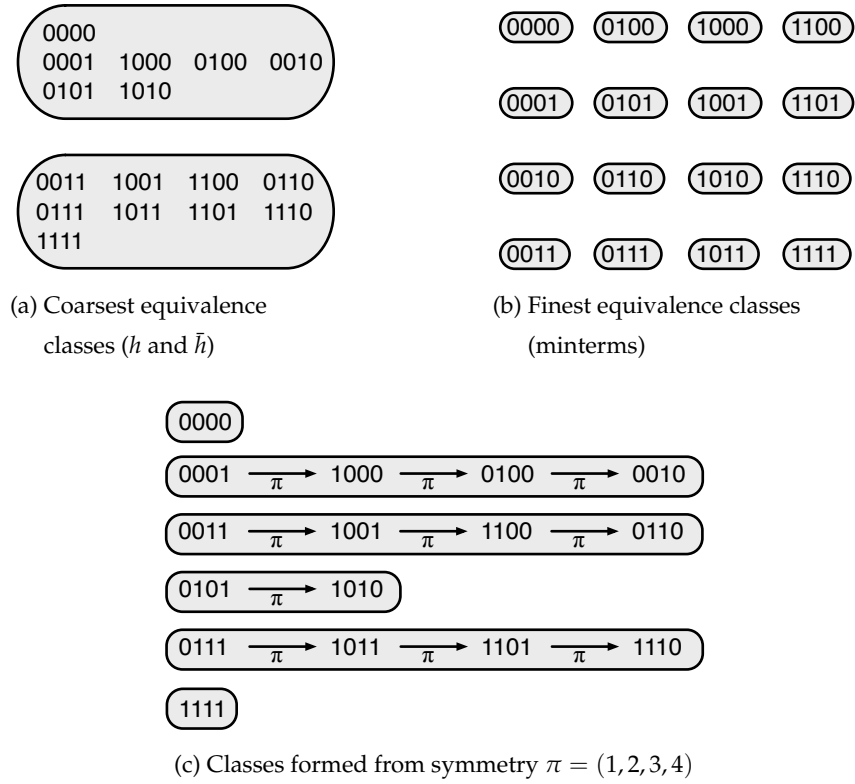 0000
0001 1000 0100 0010
0101 1010
0011 1001 1100 0110
0111 1011 1101 1110
1111
(a) Coarsest equivalence
classes (h and h̄)
0000 0100 1000 1100
0001 0101 1001 1101
0010 0110 1010 1110
0011 0111 1011 1111
(b) Finest equivalence classes
(minterms)
0000
0001 π 1000 π 0100 π 0010
0011 π 1001 π 1100 π 0110
0101 π 1010
0111 π 1011 π 1101 π 1110
1111
(c) Classes formed from symmetry π = (1, 2, 3, 4)